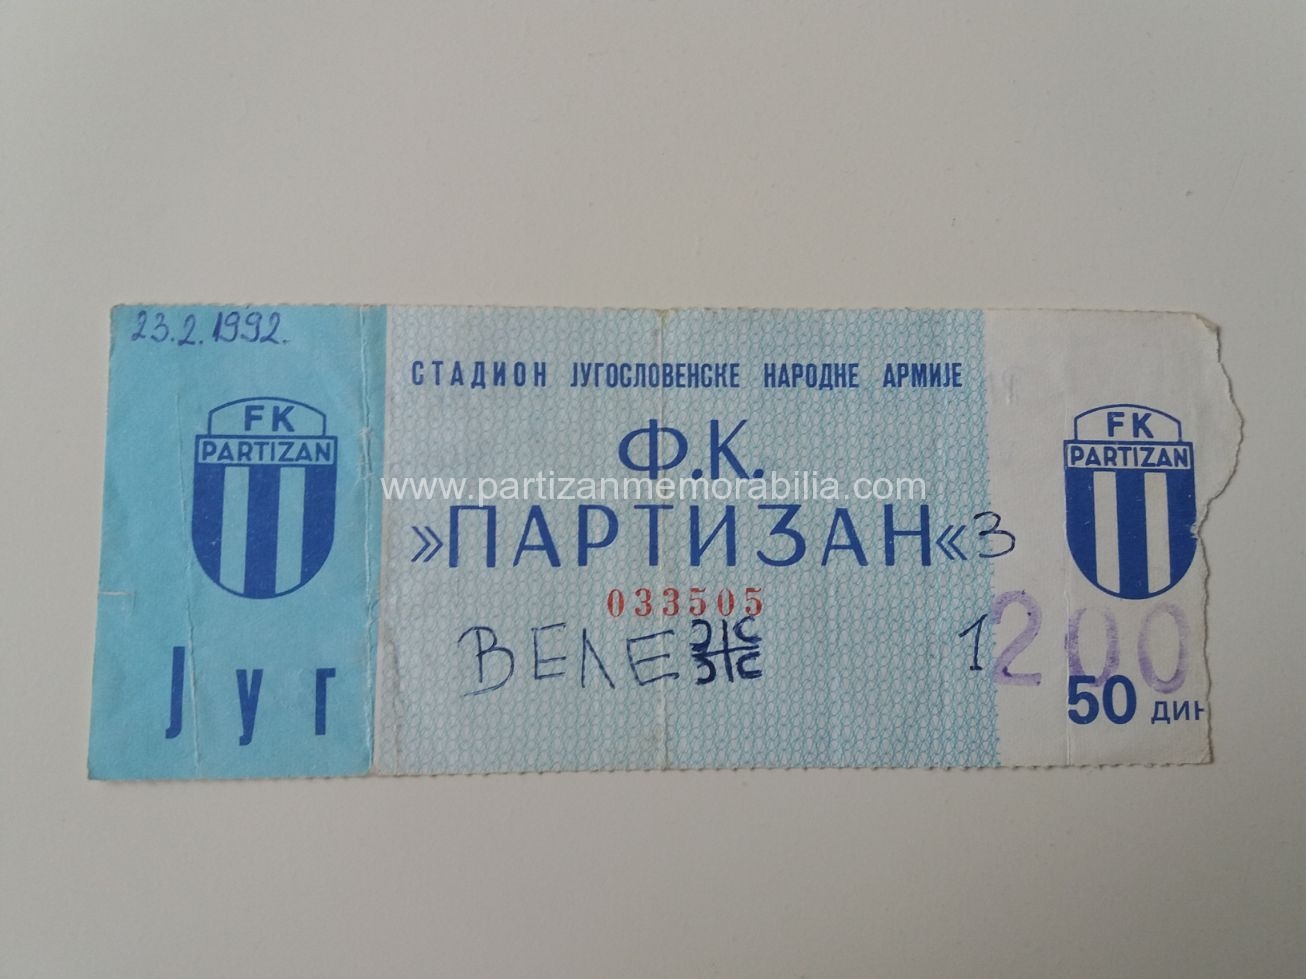 23.2.1992.
СТАДИОН ЈУГОСЛОВЕНСКЕ НАРОДНЕ АРМИЈЕ
FK
PARTIZAN
Ф.К.
»ПАРТИЗАН« 3
www.partizanmemorabilia.com
033505
ВЕЛЕЖ 1
ЈУГ
FK
PARTIZAN
200
50 ДИН